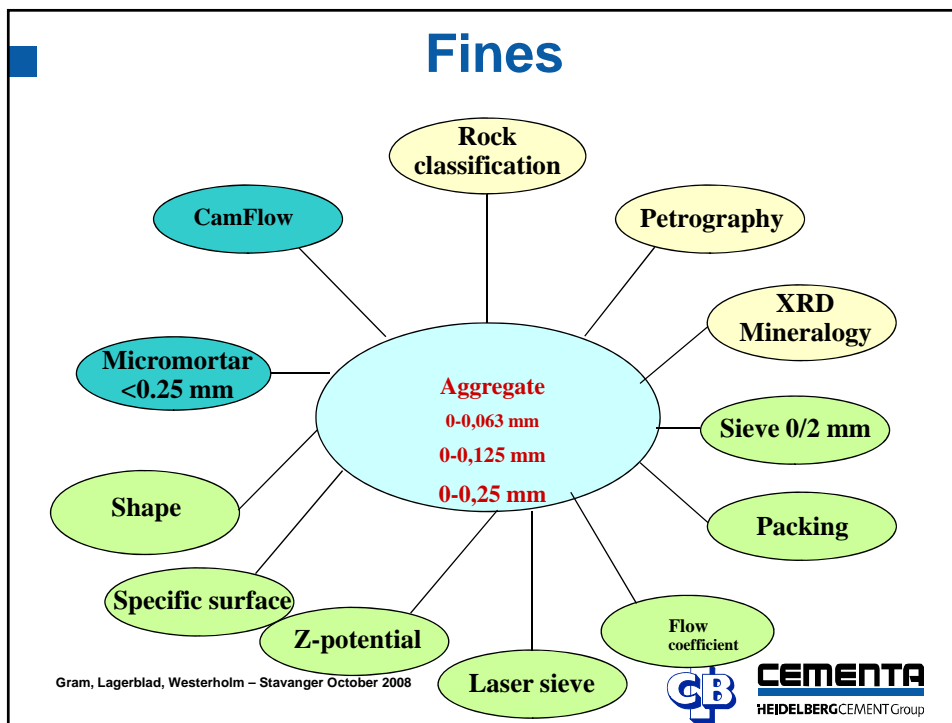 Fines
Rock
classification
CamFlow
Petrography
XRD
Mineralogy
Micromortar
<0.25 mm
Aggregate
0-0,063 mm
0-0,125 mm
0-0,25 mm
Sieve 0/2 mm
Shape
Packing
Specific surface
Z-potential
Flow
coefficient
Laser sieve
Gram, Lagerblad, Westerholm – Stavanger October 2008
CB
CEMENTA
HEIDELBERGCEMENT Group